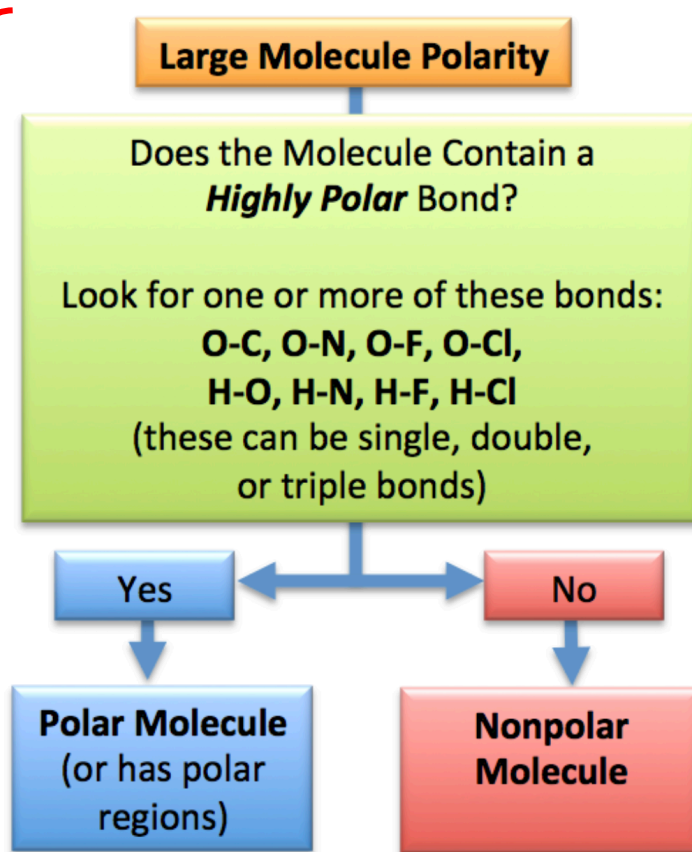 Large Molecule Polarity
Does the Molecule Contain a
Highly Polar Bond?
Look for one or more of these bonds:
O-C, O-N, O-F, O-Cl,
H-O, H-N, H-F, H-Cl
(these can be single, double,
or triple bonds)
Yes
No
Polar Molecule
(or has polar
regions)
Nonpolar
Molecule